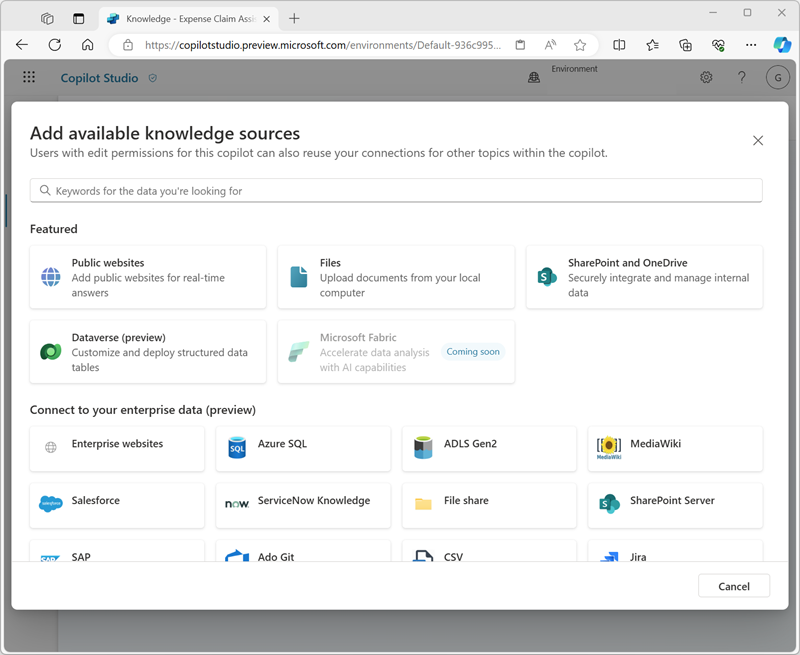 Knowledge - Expense Claim Assis
https://copilotstudio.preview.microsoft.com/environments/Default-936c995...
Copilot Studio
Environment
?
G
Add available knowledge sources
Users with edit permissions for this copilot can also reuse your connections for other topics within the copilot.
Keywords for the data you're looking for
Featured
Public websites
Add public websites for real-time
answers
Files
Upload documents from your local
computer
SharePoint and OneDrive
Securely integrate and manage internal
data
Dataverse (preview)
Customize and deploy structured data
tables
Microsoft Fabric
Accelerate data analysis
with AI capabilities
Coming soon
Connect to your enterprise data (preview)
Enterprise websites
SQL
Azure SQL
ADLS Gen2
MediaWiki
MediaWiki
salesforce
Salesforce
now
ServiceNow Knowledge
File share
S
SharePoint Server
SAP
SAP
Ado Git
CSV
Jira
Cancel